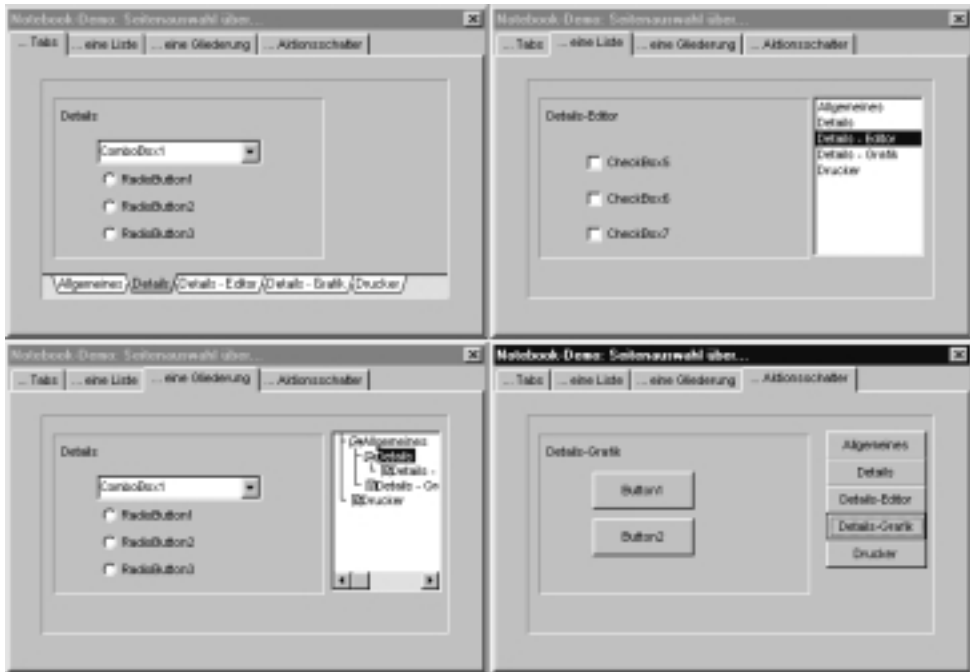 Notebook-Demo: Seitenauswahl über...
... Tabs ... eine Liste ... eine Gliederung ... Aktionsschalter
Details
ComboBox1
RadioButton1
RadioButton2
RadioButton3
Allgemeines Details Details - Editor Details - Grafik Drucker
Notebook-Demo: Seitenauswahl über...
... Tabs ... eine Liste ... eine Gliederung ... Aktionsschalter
Details-Editor
CheckBox5
CheckBox6
CheckBox7
Allgemeines
Details
Details - Editor
Details - Grafik
Drucker
Notebook-Demo: Seitenauswahl über...
... Tabs ... eine Liste ... eine Gliederung ... Aktionsschalter
Details
ComboBox1
RadioButton1
RadioButton2
RadioButton3
Allgemeines
Details
Details -
Details - Gr
Drucker
Notebook-Demo: Seitenauswahl über...
... Tabs ... eine Liste ... eine Gliederung ... Aktionsschalter
Details-Grafik
Button1
Button2
Allgemeines
Details
Details-Editor
Details-Grafik
Drucker